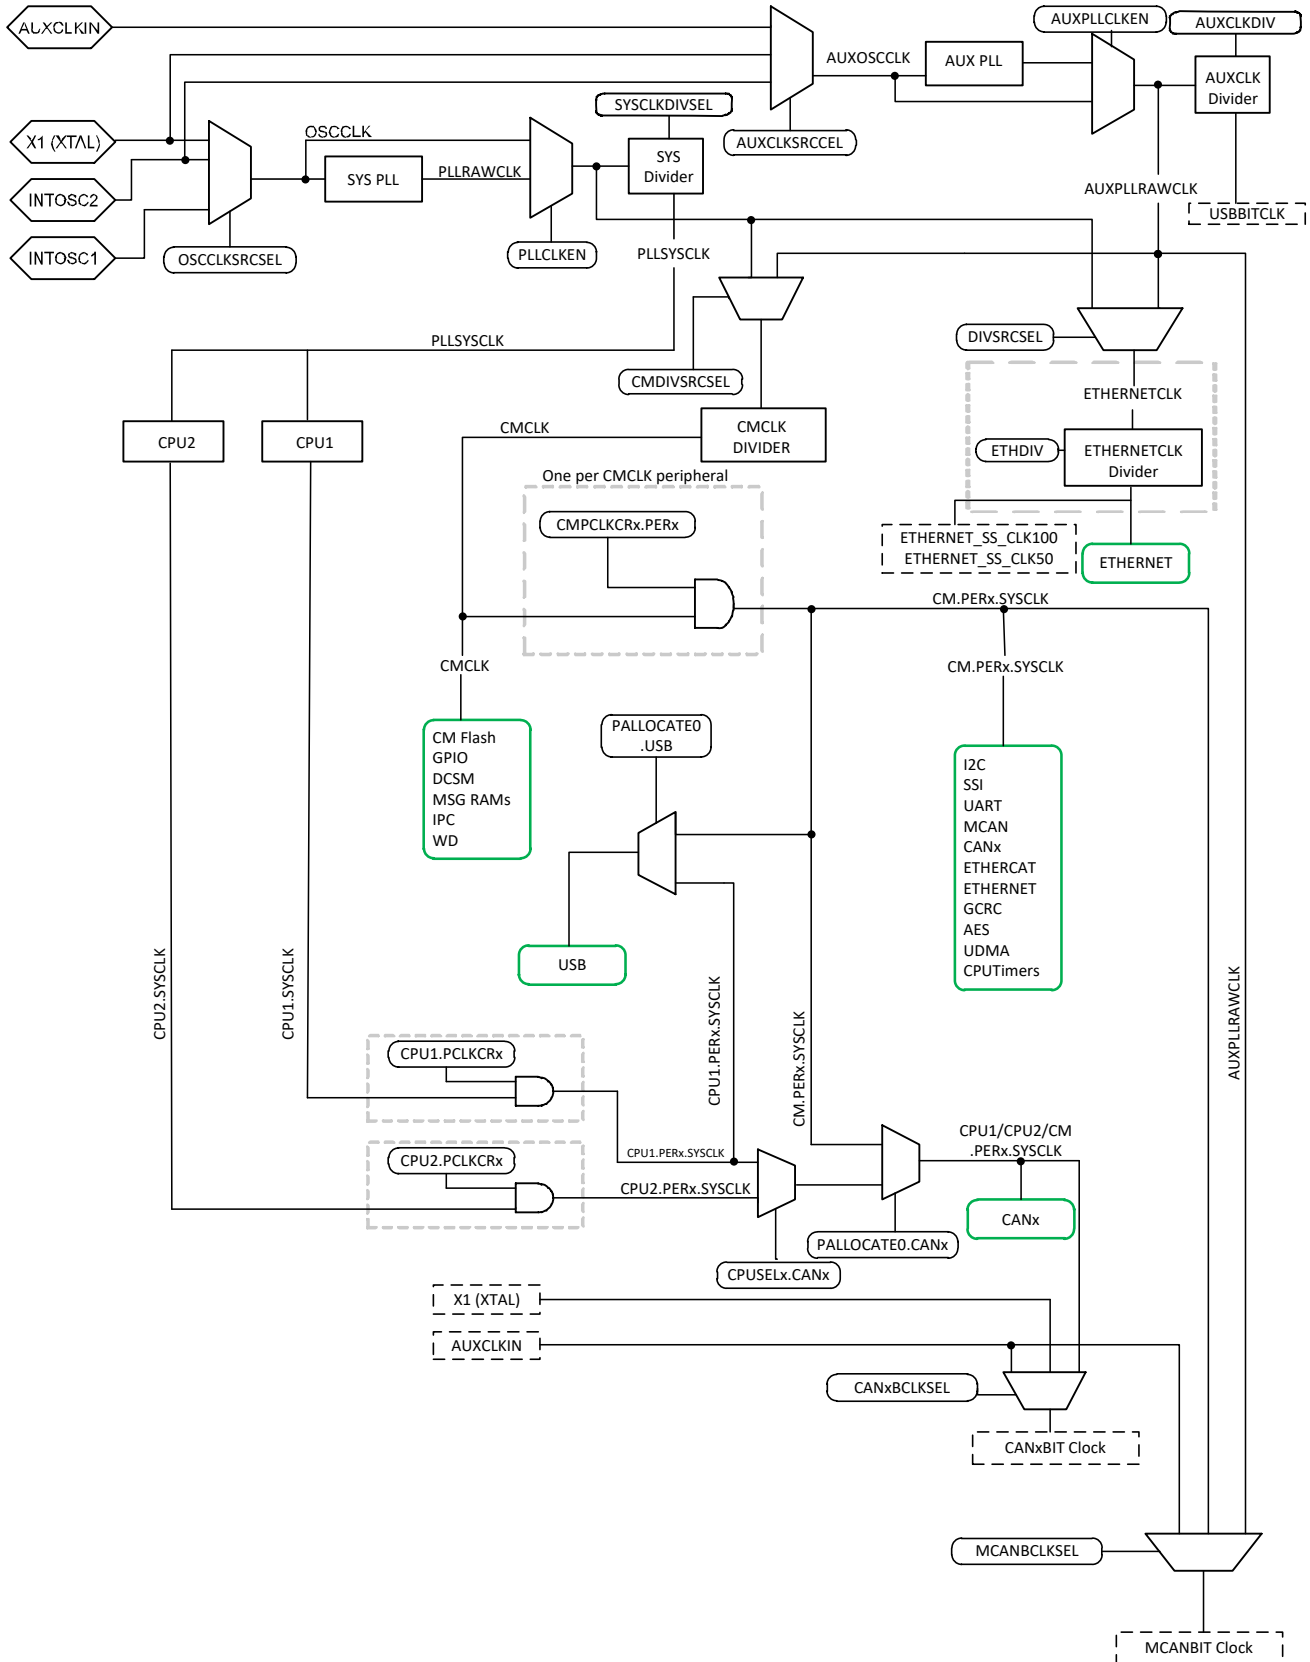 AUXCLKIN
AUXPLLCLKEN
AUXCLKDIV
AUXOSCCLK
AUX PLL
AUXCLK
Divider
SYSCLKDIVSEL
X1 (XTAL)
OSCCLK
AUXCLKSRCCEL
SYS PLL
PLLRAWCLK
SYS
Divider
INTOSC2
AUXPLLRAWCLK
USBBITCLK
INTOSC1
OSCCLKSRCSEL
PLLCLKEN
PLLSYSCLK
PLLSYSCLK
DIVSRCSEL
CMDIVSRCSEL
ETHERNETCLK
CPU2
CPU1
CMCLK
CMCLK
DIVIDER
ETHDIV
ETHERNETCLK
Divider
One per CMCLK peripheral
CMPCLKCRx.PERx
ETHERNET_SS_CLK100
ETHERNET_SS_CLK50
ETHERNET
CM.PERx.SYSCLK
CMCLK
CM.PERx.SYSCLK
PALLOCATE0
.USB
CM Flash
GPIO
DCSM
MSG RAMs
IPC
WD
I2C
SSI
UART
MCAN
CANx
ETHERCAT
ETHERNET
GCRC
AES
UDMA
CPUTimers
USB
CPU2.SYSCLK
CPU1.SYSCLK
CPU1.PERx.SYSCLK
CM.PERx.SYSCLK
AUXPLLRAWCLK
CPU1.PCLKCRx
CPU2.PCLKCRx
CPU1.PERx.SYSCLK
CPU2.PERx.SYSCLK
CPU1/CPU2/CM
.PERx.SYSCLK
CANx
PALLOCATE0.CANx
CPUSELx.CANx
X1 (XTAL)
AUXCLKIN
CANxBCLKSEL
CANxBIT Clock
MCANBCLKSEL
MCANBIT Clock